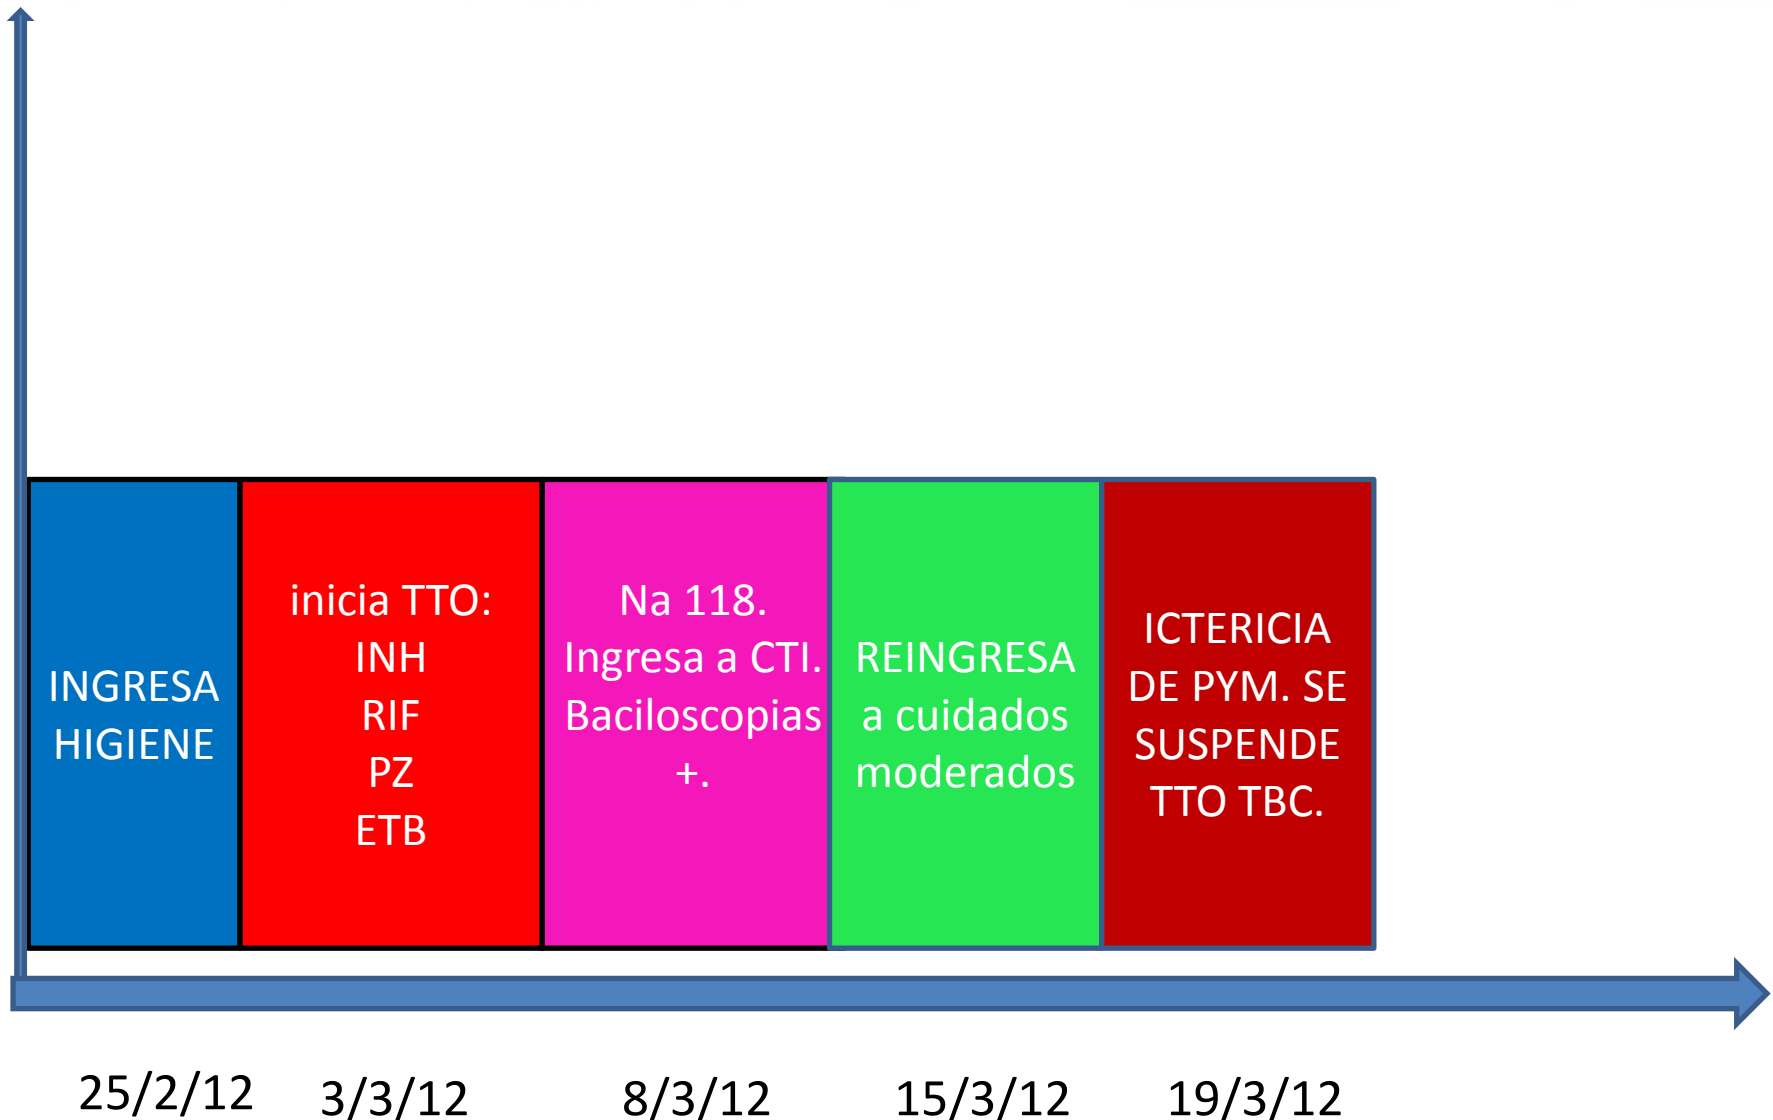 INGRESA
HIGIENE
inicia TTO:
INH
RIF
PZ
ETB
Na 118.
Ingresa a CTI.
Baciloscopias
+.
REINGRESA
a cuidados
moderados
ICTERICIA
DE PYM. SE
SUSPENDE
TTO TBC.
25/2/12
3/3/12
8/3/12
15/3/12
19/3/12